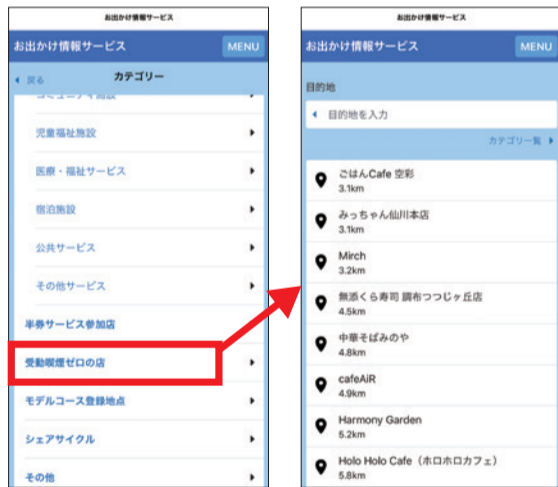 お出かけ情報サービス
お出かけ情報サービス
MENU
戻る
カテゴリー
コミュニティ施設
児童福祉施設
医療・福祉サービス
宿泊施設
公共サービス
その他サービス
半券サービス参加店
受動喫煙ゼロの店
モデルコース登録地点
シェアサイクル
その他
お出かけ情報サービス
お出かけ情報サービス
MENU
目的地
目的地を入力
カテゴリ一覧
ごはんCafe 空彩
3.1km
みっちゃん仙川本店
3.1km
Mirch
3.2km
無添くら寿司 調布つつじヶ丘店
4.5km
中華そばみのや
4.8km
cafeAiR
4.9km
Harmony Garden
5.2km
Holo Holo Cafe（ホロホロカフェ）
5.8km